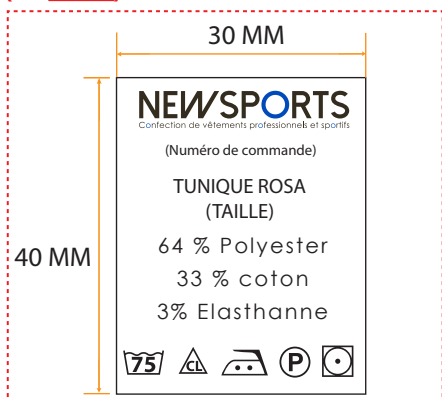 30 MM
40 MM
NEWSPORTS
Confection de vêtements professionnels et sportifs
(Numéro de commande)
TUNIQUE ROSA
(TAILLE)
64 % Polyester
33 % coton
3% Elasthanne
75 CL P